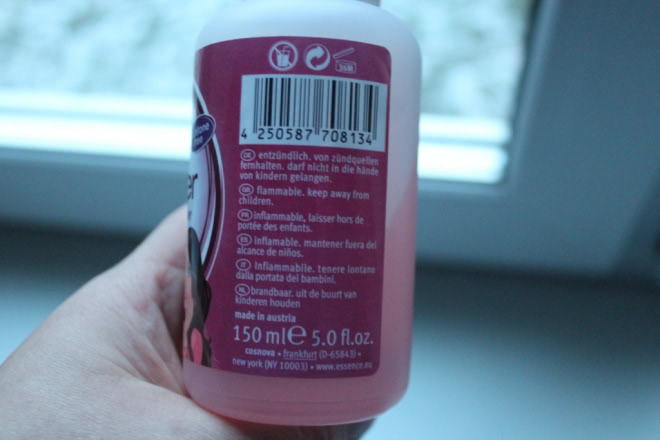 36M
4 250587 708134
DE entzündlich. von zündquellen
fernhalten. darf nicht in die hände
von kindern gelangen.
GB flammable. keep away from
children.
FR inflammable, laisser hors de
portée des enfants.
ES inflamable. mantener fuera del
alcance de niños.
IT Infiammabile. tenere lontano
dalla portata dei bambini.
NL brandbaar. uit de buurt van
kinderen houden
made in austria
150 ml e 5.0 fl.oz.
cosnova • frankfurt (D-65843) •
new york (NY 10003) • www.essence.eu